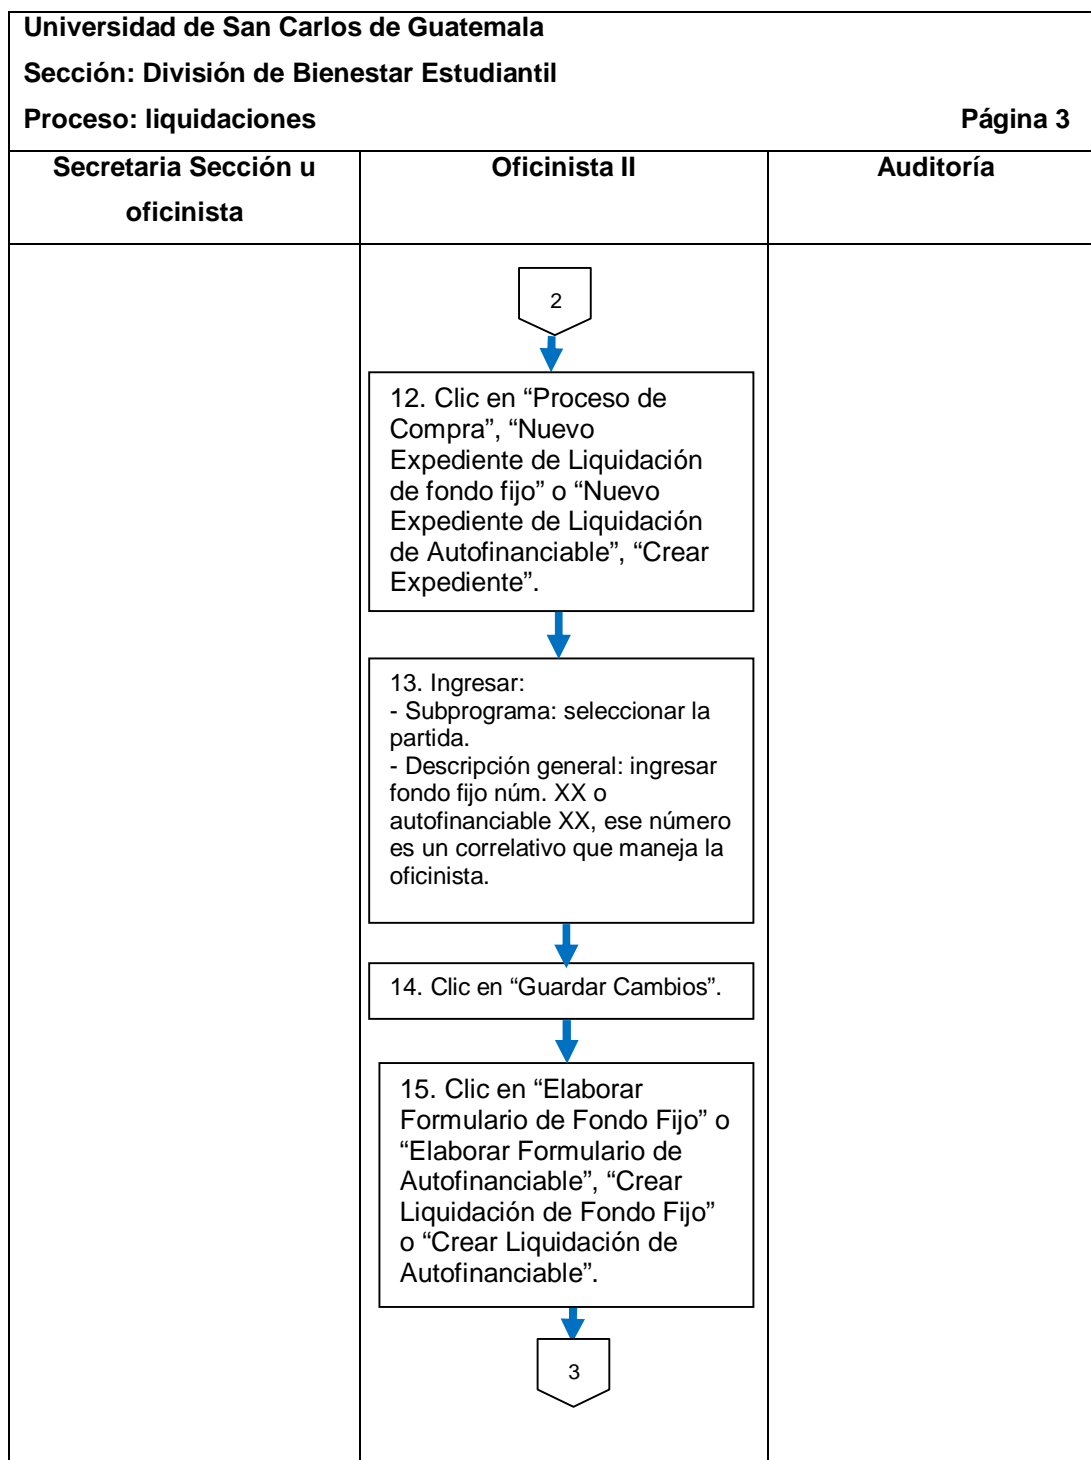 Universidad de San Carlos de Guatemala
Sección: División de Bienestar Estudiantil
Proceso: liquidaciones Página 3
Secretaria Sección u
oficinista
Oficinista II
Auditoría
2
12. Clic en “Proceso de
Compra”, “Nuevo
Expediente de Liquidación
de fondo fijo” o “Nuevo
Expediente de Liquidación
de Autofinanciable”, “Crear
Expediente”.
13. Ingresar:
- Subprograma: seleccionar la
partida.
- Descripción general: ingresar
fondo fijo núm. XX o
autofinanciable XX, ese número
es un correlativo que maneja la
oficinista.
14. Clic en “Guardar Cambios”.
15. Clic en “Elaborar
Formulario de Fondo Fijo” o
“Elaborar Formulario de
Autofinanciable”, “Crear
Liquidación de Fondo Fijo”
o “Crear Liquidación de
Autofinanciable”.
3